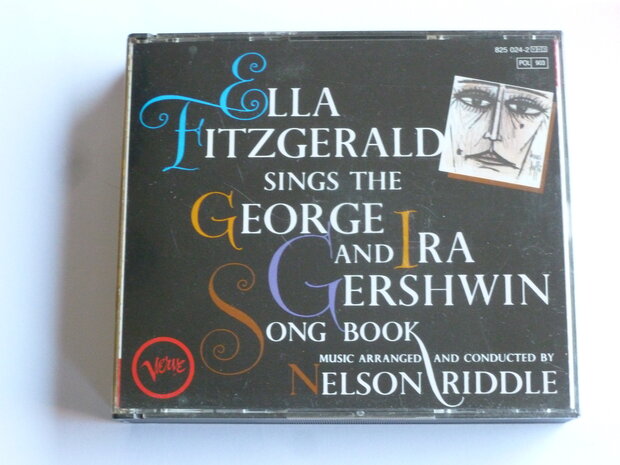 825 024-2
POL 903
ELLA
FITZGERALD
SINGS THE
GEORGE
AND IRA
GERSHWIN
SONG BOOK
MUSIC ARRANGED AND CONDUCTED BY
NELSON RIDDLE
Verve